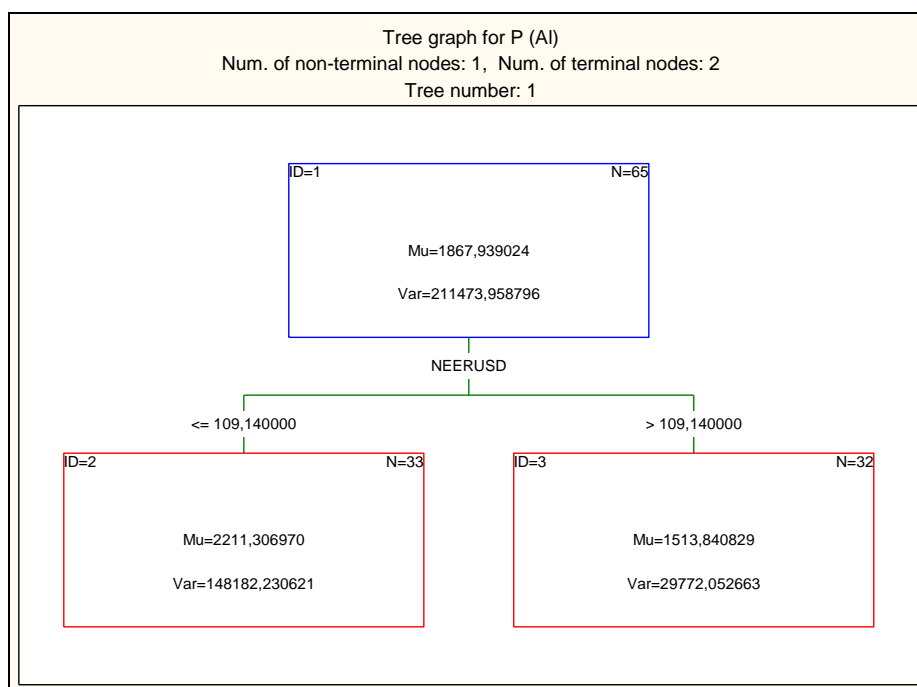 Tree graph for P (Al)
Num. of non-terminal nodes: 1,  Num. of terminal nodes: 2
Tree number: 1
ID=1 N=65
Mu=1867,939024
Var=211473,958796
NEERUSD
<= 109,140000 > 109,140000
ID=2 N=33 ID=3 N=32
Mu=2211,306970 Mu=1513,840829
Var=148182,230621 Var=29772,052663